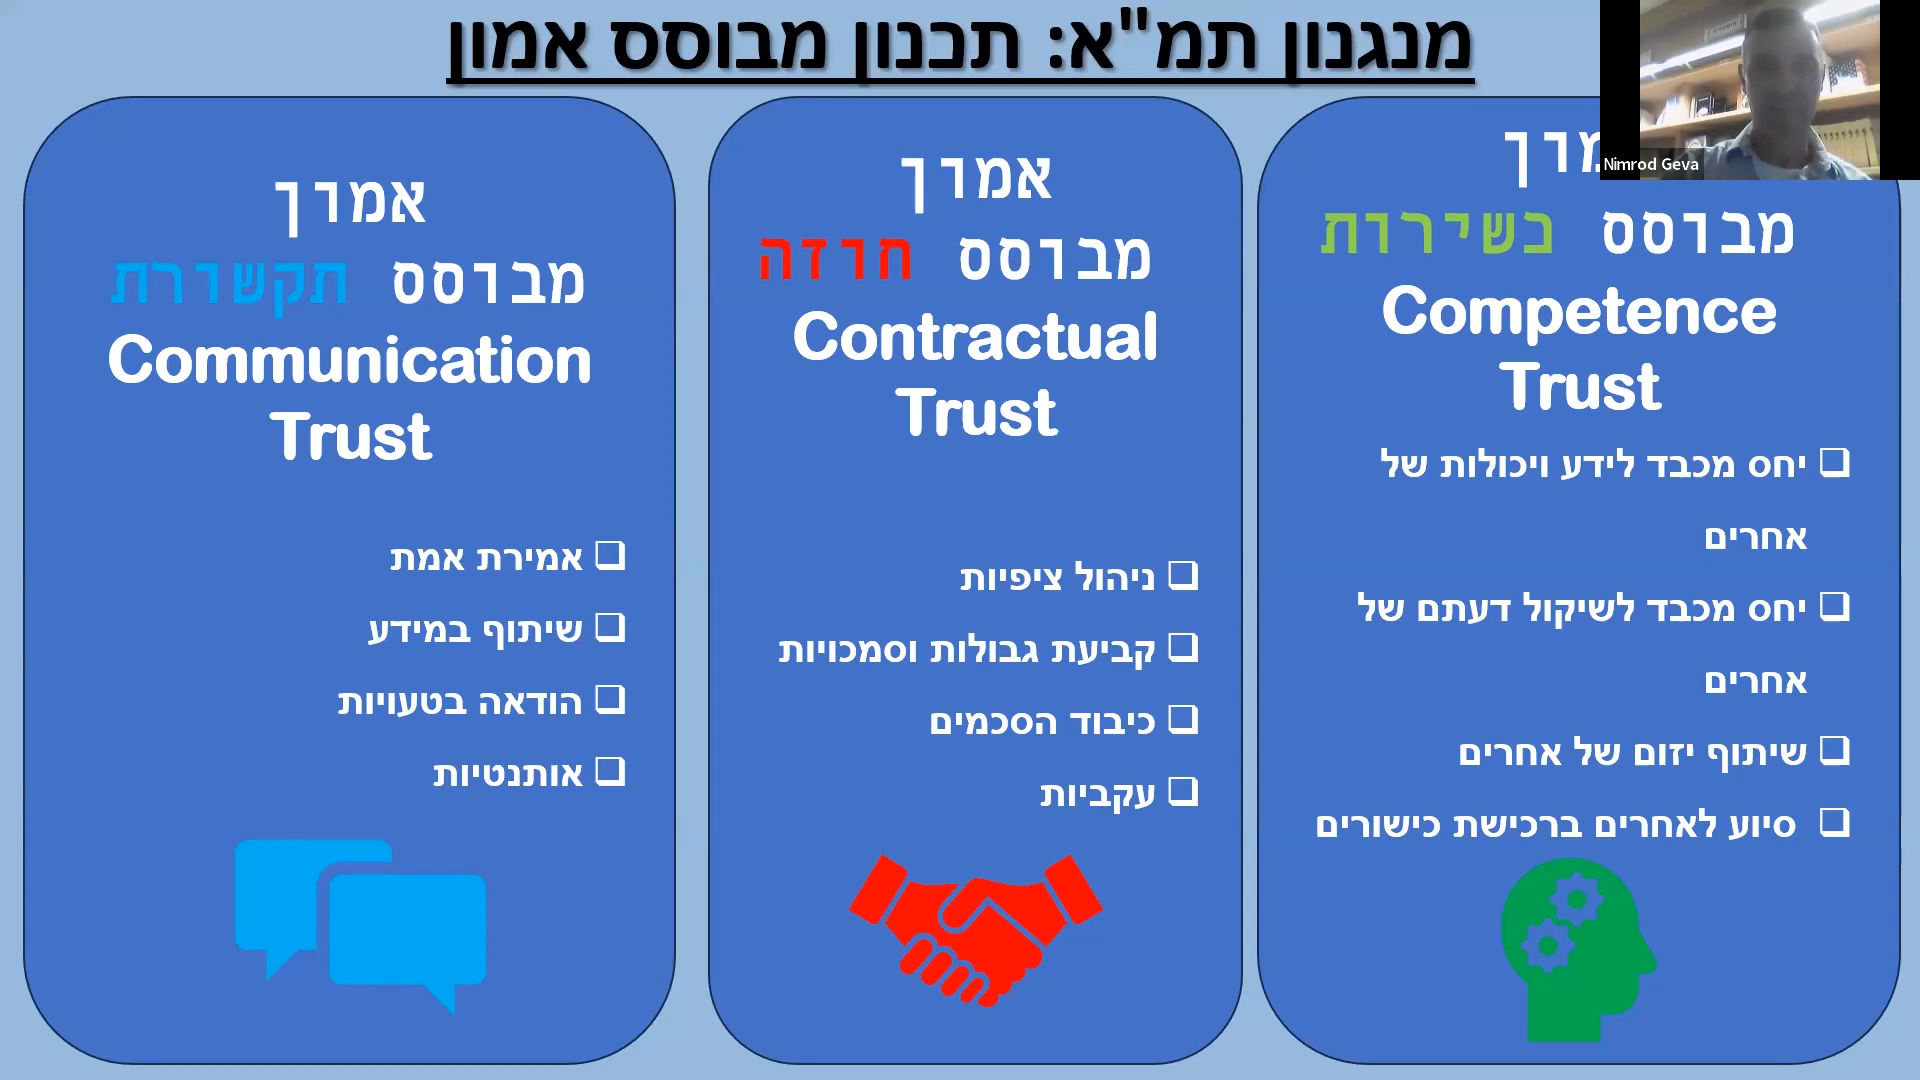 מנגנון תמ"א: תכנון מבוסס אמון
Nimrod Geva
מבוסס כשירות
Competence
Trust
❑ יחס מכבד לידע ויכולות של
אחרים
❑ יחס מכבד לשיקול דעתם של
אחרים
❑ שיתוף יזום של אחרים
❑ סיוע לאחרים ברכישת כישורים
אמון
מבוסס חוזה
Contractual
Trust
❑ ניהול ציפיות
❑ קביעת גבולות וסמכויות
❑ כיבוד הסכמים
❑ עקביות
אמון
מבוסס תקשורת
Communication
Trust
❑ אמירת אמת
❑ שיתוף במידע
❑ הודאה בטעויות
❑ אותנטיות